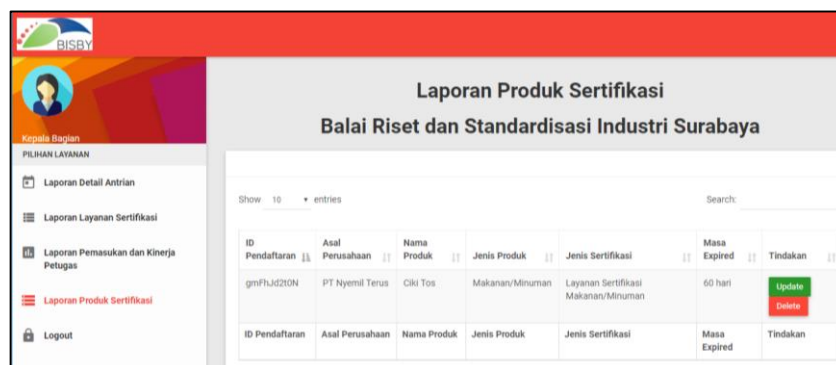 BISBY
Laporan Produk Sertifikasi
Balai Riset dan Standardisasi Industri Surabaya
Kepala Bagian
PILIHAN LAYANAN
Laporan Detail Antrian
Laporan Layanan Sertifikasi
Laporan Pemasukan dan Kinerja
Petugas
Laporan Produk Sertifikasi
Logout
Show 10 entries
Search:
ID
Pendaftaran
Asal
Perusahaan
Nama
Produk
Jenis Produk
Jenis Sertifikasi
Masa
Expired
Tindakan
gmFhJd2t0N
PT Nyemil Terus
Ciki Tos
Makanan/Minuman
Layanan Sertifikasi
Makanan/Minuman
60 hari
Update
Delete
ID Pendaftaran
Asal Perusahaan
Nama Produk
Jenis Produk
Jenis Sertifikasi
Masa
Expired
Tindakan